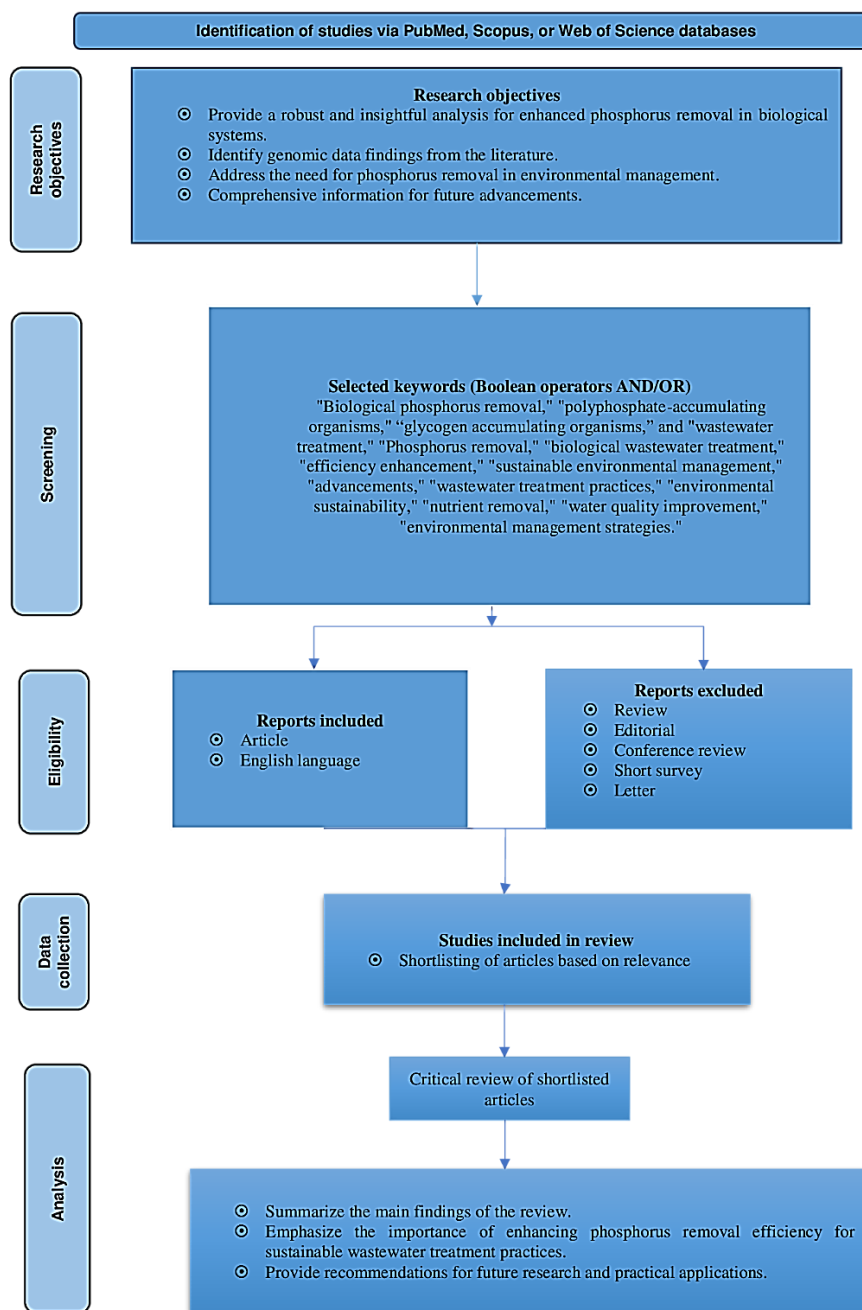 Identification of studies via PubMed, Scopus, or Web of Science databases
Research
objectives
Research objectives
⦿ Provide a robust and insightful analysis for enhanced phosphorus removal in biological
systems.
⦿ Identify genomic data findings from the literature.
⦿ Address the need for phosphorus removal in environmental management.
⦿ Comprehensive information for future advancements.
Screening
Selected keywords (Boolean operators AND/OR)
"Biological phosphorus removal," "polyphosphate-accumulating
organisms," “glycogen accumulating organisms,” and "wastewater
treatment," "Phosphorus removal," "biological wastewater treatment,"
"efficiency enhancement," "sustainable environmental management,"
"advancements," "wastewater treatment practices," "environmental
sustainability," "nutrient removal," "water quality improvement,"
"environmental management strategies."
Eligibility
Reports included
⦿ Article
⦿ English language
Reports excluded
⦿ Review
⦿ Editorial
⦿ Conference review
⦿ Short survey
⦿ Letter
Data
collection
Studies included in review
⦿ Shortlisting of articles based on relevance
Analysis
Critical review of shortlisted
articles
⦿ Summarize the main findings of the review.
⦿ Emphasize the importance of enhancing phosphorus removal efficiency for
sustainable wastewater treatment practices.
⦿ Provide recommendations for future research and practical applications.